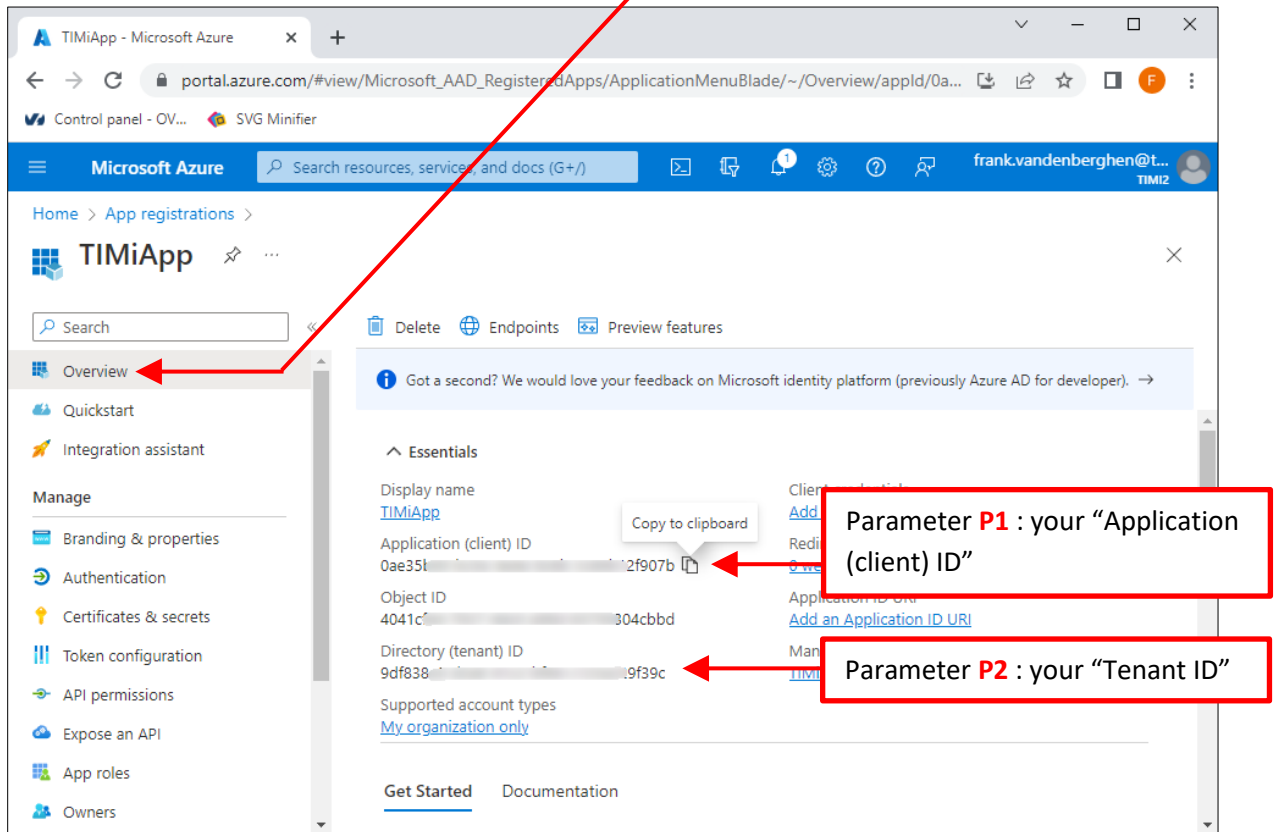 TIMiApp - Microsoft Azure
portal.azure.com/#view/Microsoft_AAD_RegisteredApps/ApplicationMenuBlade/~/Overview/appId/0a...
F
Control panel - OV...
SVG Minifier
Microsoft Azure
Search resources, services, and docs (G+/)
1
frank.vandenberghen@t...
TIMI2
Home > App registrations >
TIMiApp
...
Search
«
Delete
Endpoints
Preview features
Overview
Got a second? We would love your feedback on Microsoft identity platform (previously Azure AD for developer). →
Quickstart
Integration assistant
Essentials
Manage
Display name
TIMiApp
Add
Copy to clipboard
Parameter P1 : your “Application
(client) ID”
Branding & properties
Application (client) ID
0ae35b 2f907b
Authentication
Object ID
4041c 304cbbd
Add an Application ID URI
Certificates & secrets
Token configuration
Directory (tenant) ID
9df838 9f39c
Parameter P2 : your “Tenant ID”
API permissions
Supported account types
My organization only
Expose an API
App roles
Get Started
Documentation
Owners